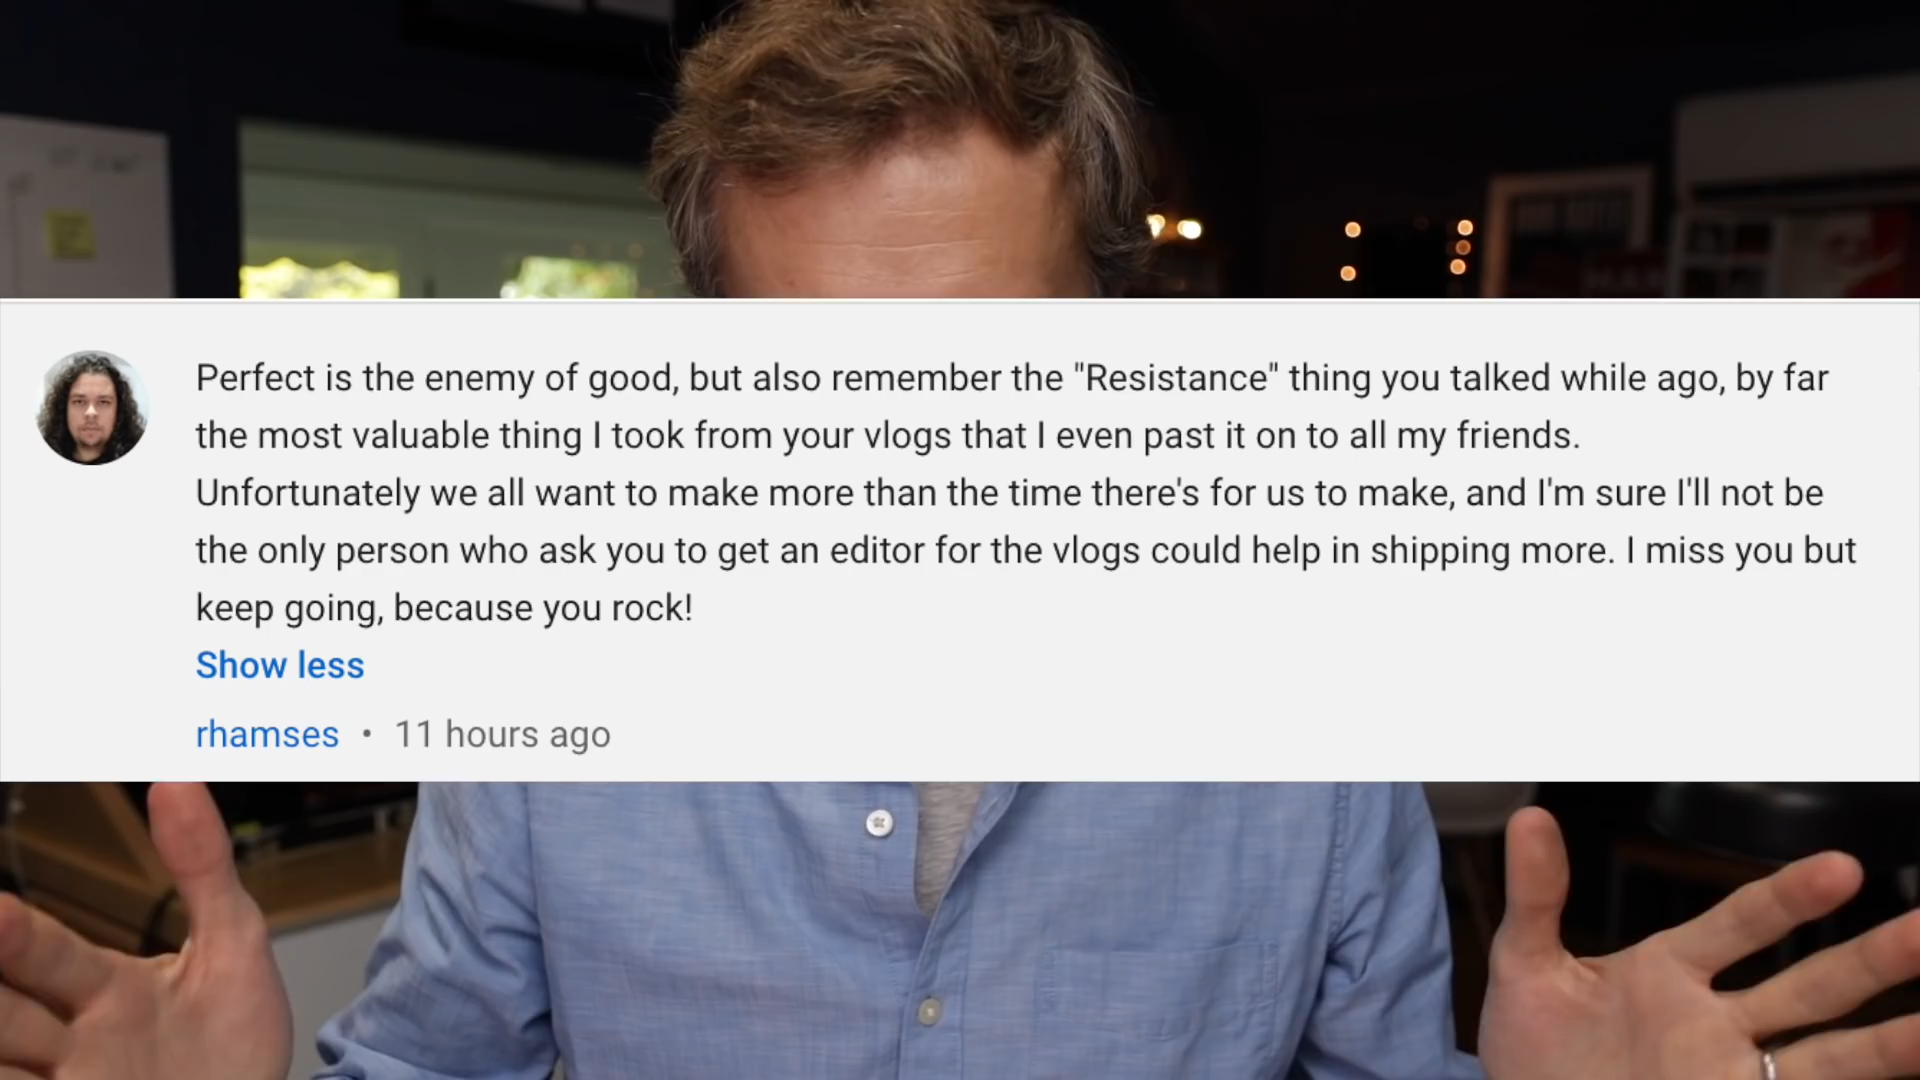 Perfect is the enemy of good, but also remember the "Resistance" thing you talked while ago, by far
the most valuable thing I took from your vlogs that I even past it on to all my friends.
Unfortunately we all want to make more than the time there's for us to make, and I'm sure I'll not be
the only person who ask you to get an editor for the vlogs could help in shipping more. I miss you but
keep going, because you rock!
Show less
rhamses • 11 hours ago